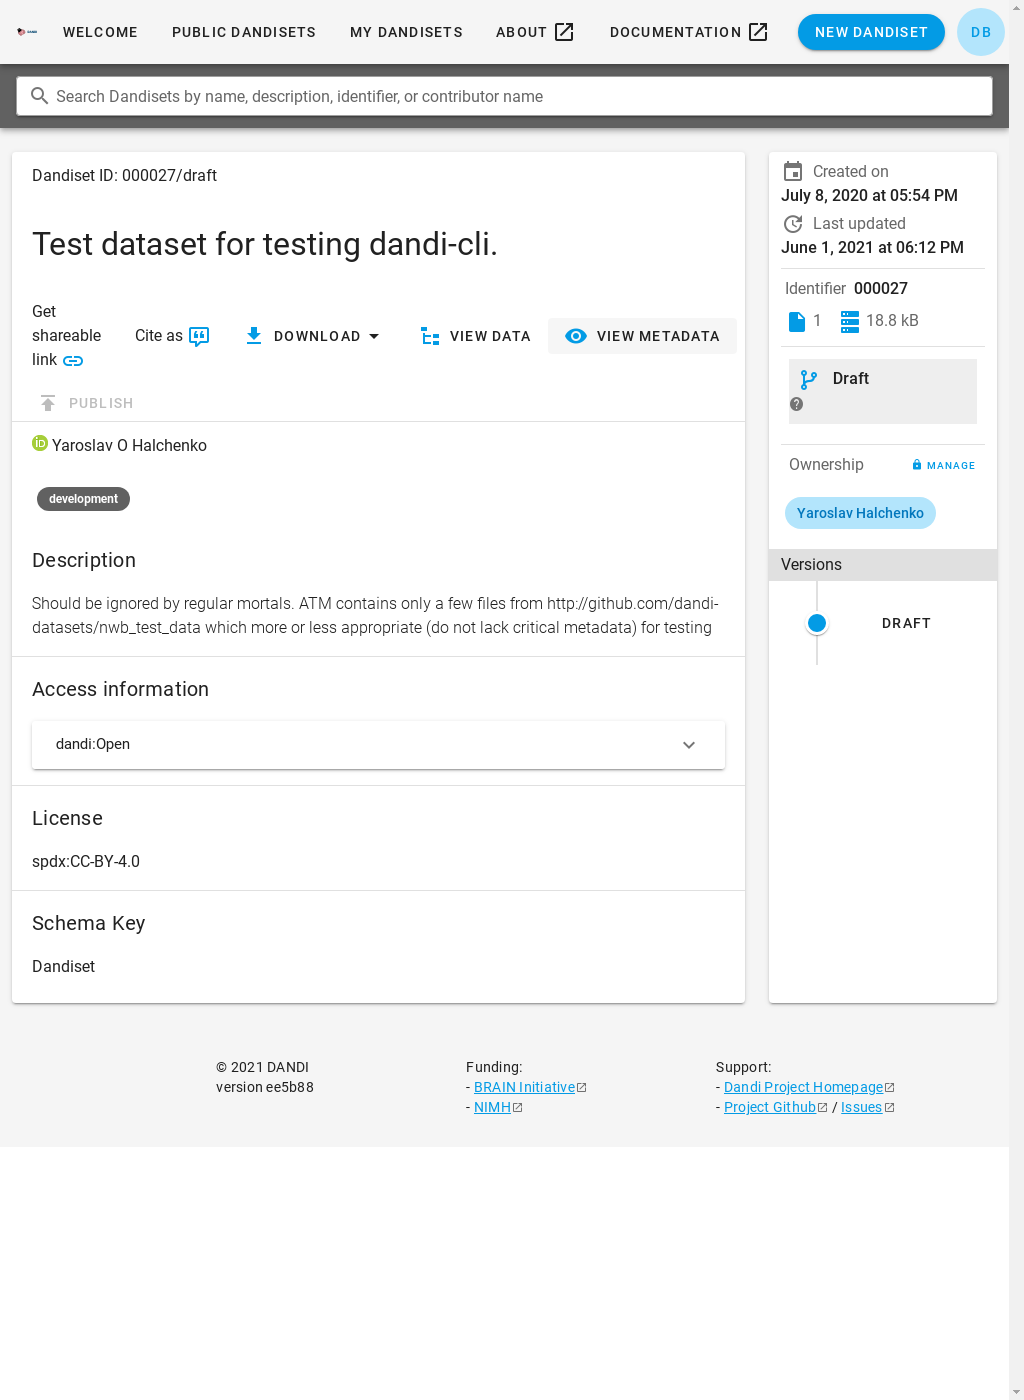 WELCOME PUBLIC DANDISETS MY DANDISETS ABOUT DOCUMENTATION NEW DANDISET DB
Search Dandisets by name, description, identifier, or contributor name
Dandiset ID: 000027/draft
Test dataset for testing dandi-cli.
Get
shareable
link
Cite as
DOWNLOAD
VIEW DATA
VIEW METADATA
PUBLISH
Yaroslav O Halchenko
development
Description
Should be ignored by regular mortals. ATM contains only a few files from http://github.com/dandi-
datasets/nwb_test_data which more or less appropriate (do not lack critical metadata) for testing
Access information
dandi:Open
License
spdx:CC-BY-4.0
Schema Key
Dandiset
Created on
July 8, 2020 at 05:54 PM
Last updated
June 1, 2021 at 06:12 PM
Identifier 000027
1 18.8 kB
Draft
Ownership MANAGE
Yaroslav Halchenko
Versions
DRAFT
© 2021 DANDI
version ee5b88
Funding:
- BRAIN Initiative
- NIMH
Support:
- Dandi Project Homepage
- Project Github / Issues